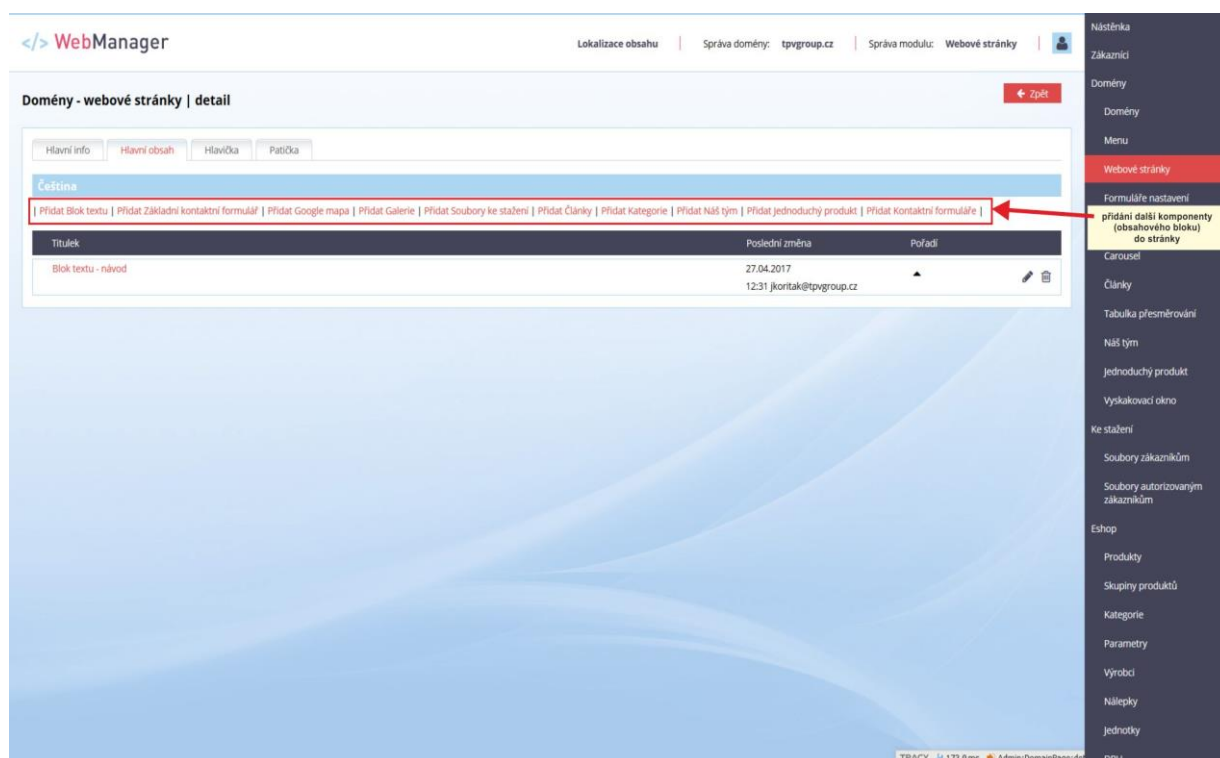 </> WebManager
Lokalizace obsahu | Správa domény: tpvgroup.cz | Správa modulu: Webové stránky |
Domény - webové stránky | detail
Zpět
Hlavní info
Hlavní obsah
Hlavička
Patička
Čeština
| Přidat Blok textu | Přidat Základní kontaktní formulář | Přidat Google mapa | Přidat Galerie | Přidat Soubory ke stažení | Přidat Články | Přidat Kategorie | Přidat Náš tým | Přidat Jednoduchý produkt | Přidat Kontaktní formuláře |
Titulek Poslední změna Pořadí
Blok textu - návod
27.04.2017
12:31 jkoritak@tpvgroup.cz
Nástěnka
Zákazníci
Domény
Domény
Menu
Webové stránky
Formuláře nastavení
přidání další komponenty
(obsahového bloku)
do stránky
Carousel
Články
Tabulka přesměrování
Náš tým
Jednoduchý produkt
Vyskakovací okno
Ke stažení
Soubory zákazníkům
Soubory autorizovaným
zákazníkům
Eshop
Produkty
Skupiny produktů
Kategorie
Parametry
Výrobci
Nálepky
Jednotky